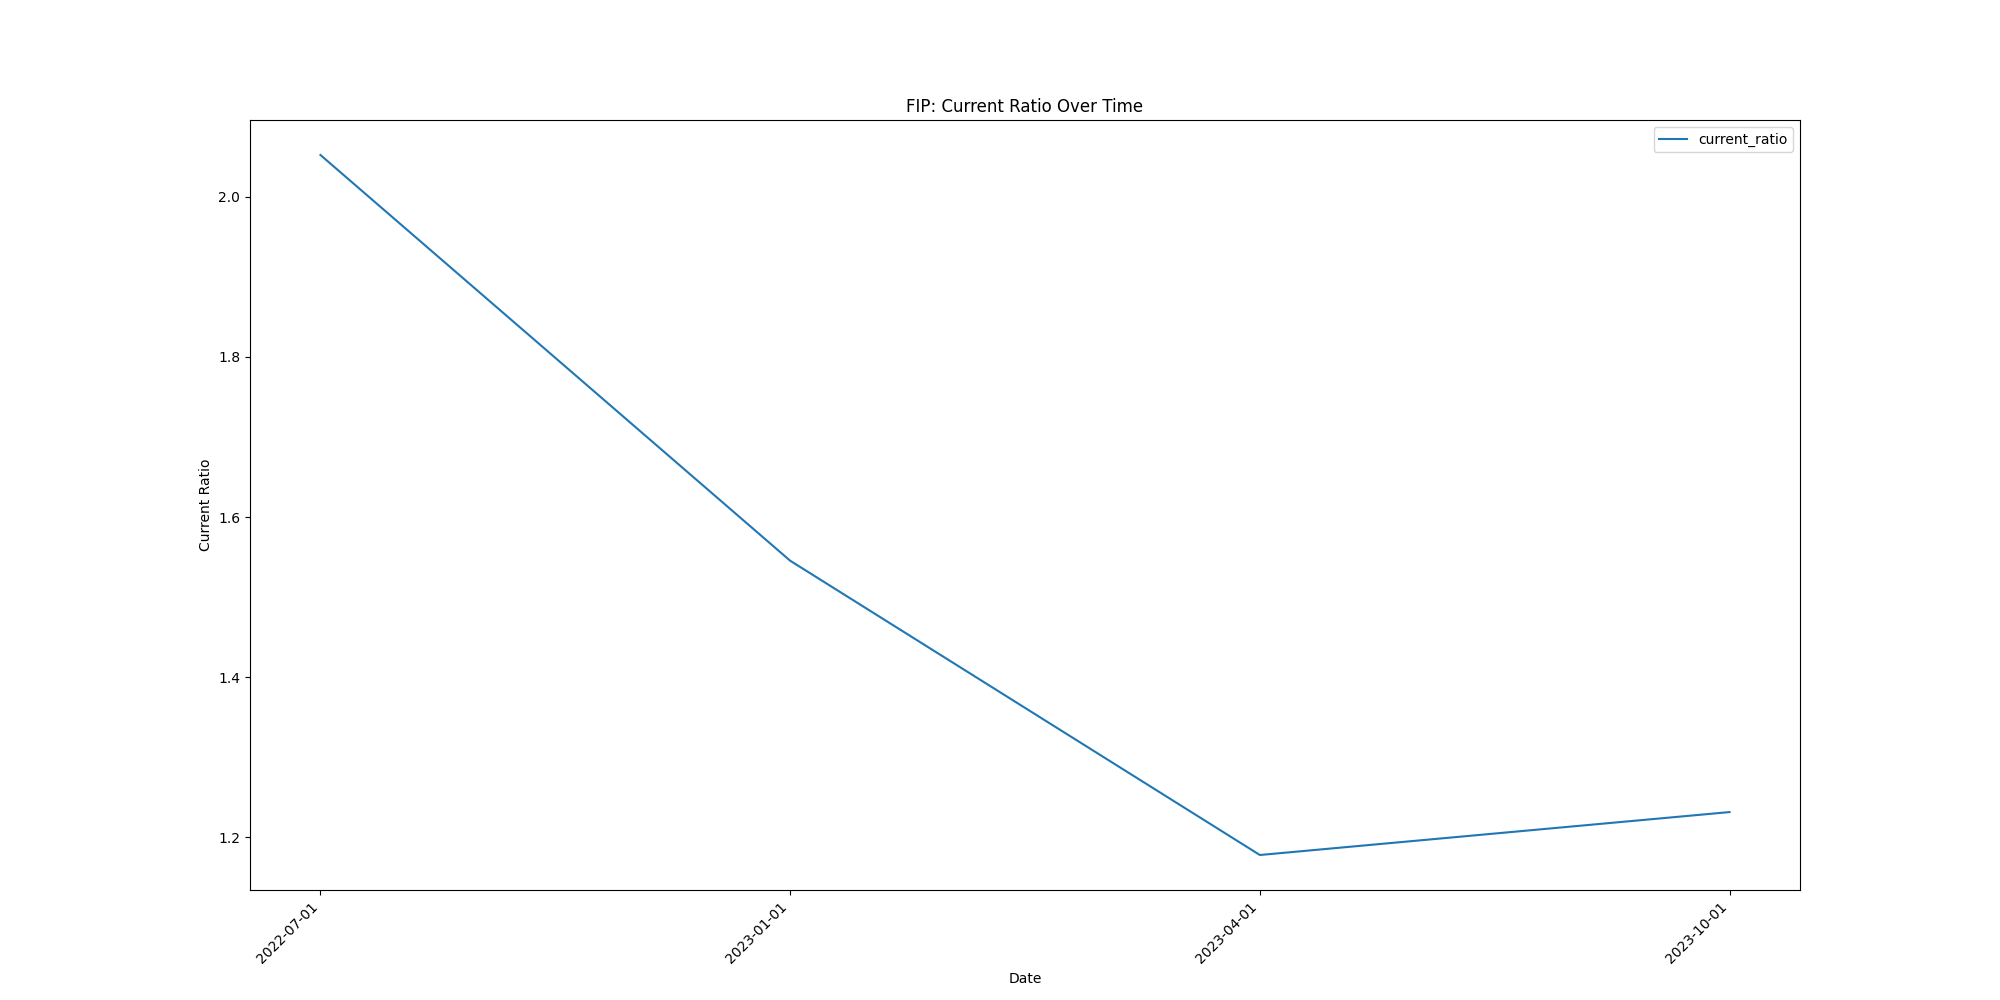 FIP: Current Ratio Over Time
current_ratio
2.0
1.8
1.6
1.4
1.2
Current Ratio
2022-07-01
2023-01-01
2023-04-01
2023-10-01
Date